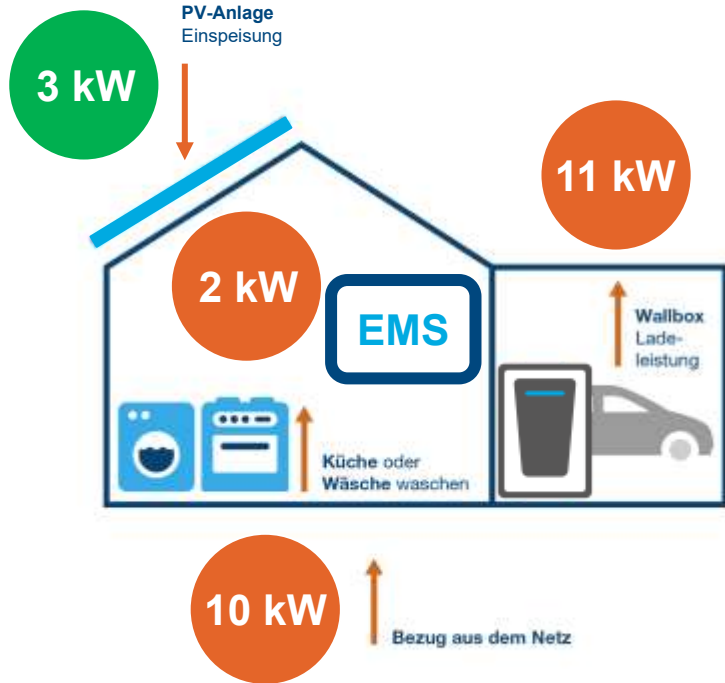 PV-Anlage
Einspeisung
3 kW
11 kW
2 kW
EMS
Wallbox
Lade-
leistung
Küche oder
Wäsche waschen
10 kW
Bezug aus dem Netz